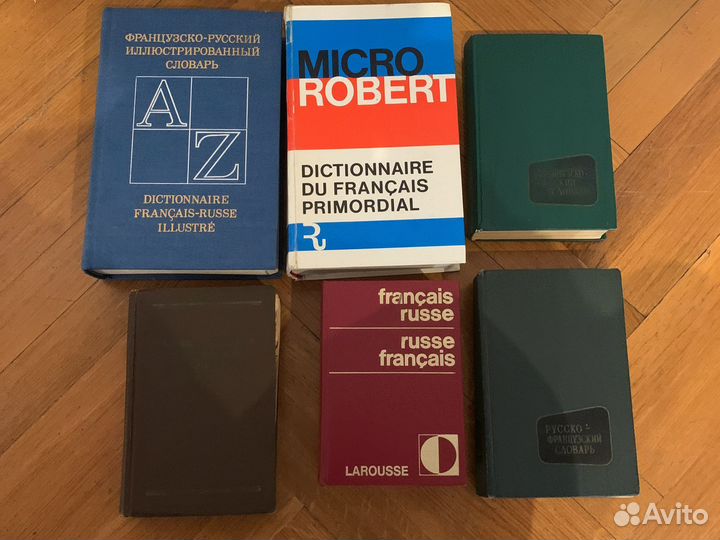 ФРАНЦУЗСКО-РУССКИЙ
ИЛЛЮСТРИРОВАННЫЙ
СЛОВАРЬ
A
Z
DICTIONNAIRE
FRANÇAIS-RUSSE
ILLUSTRÉ
MICRO
ROBERT
DICTIONNAIRE
DU FRANÇAIS
PRIMORDIAL
français
russe
russe
français
LAROUSSE
РУССКО-
ФРАНЦУЗСКИЙ
СЛОВАРЬ
Avito